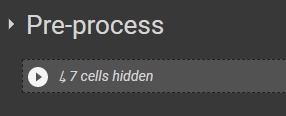 Pre-process
↳ 7 cells hidden